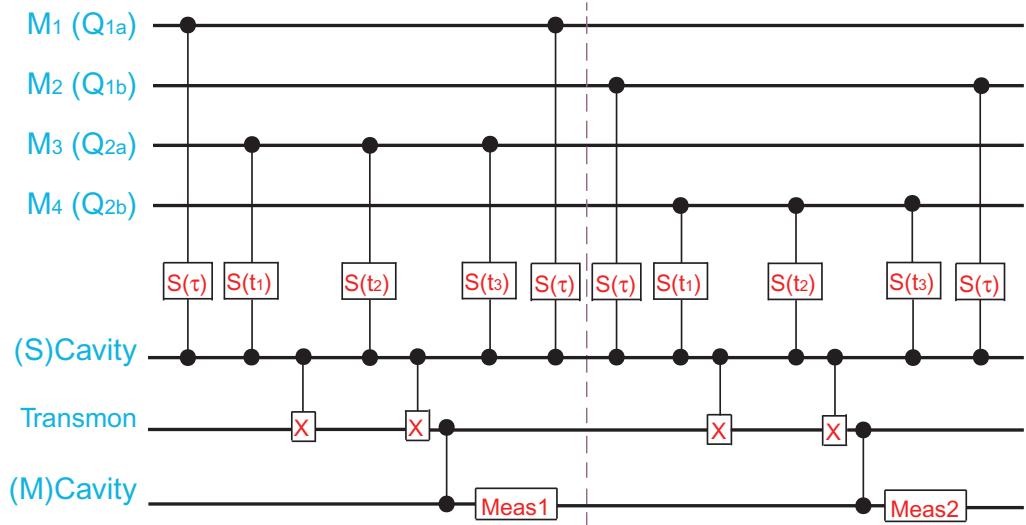 M1 (Q1a)
M2 (Q1b)
M3 (Q2a)
M4 (Q2b)
S(τ) S(t1) S(t2) S(t3) S(τ) S(τ) S(t1) S(t2) S(t3) S(τ)
(S)Cavity
Transmon X X X X
(M)Cavity Meas1 Meas2